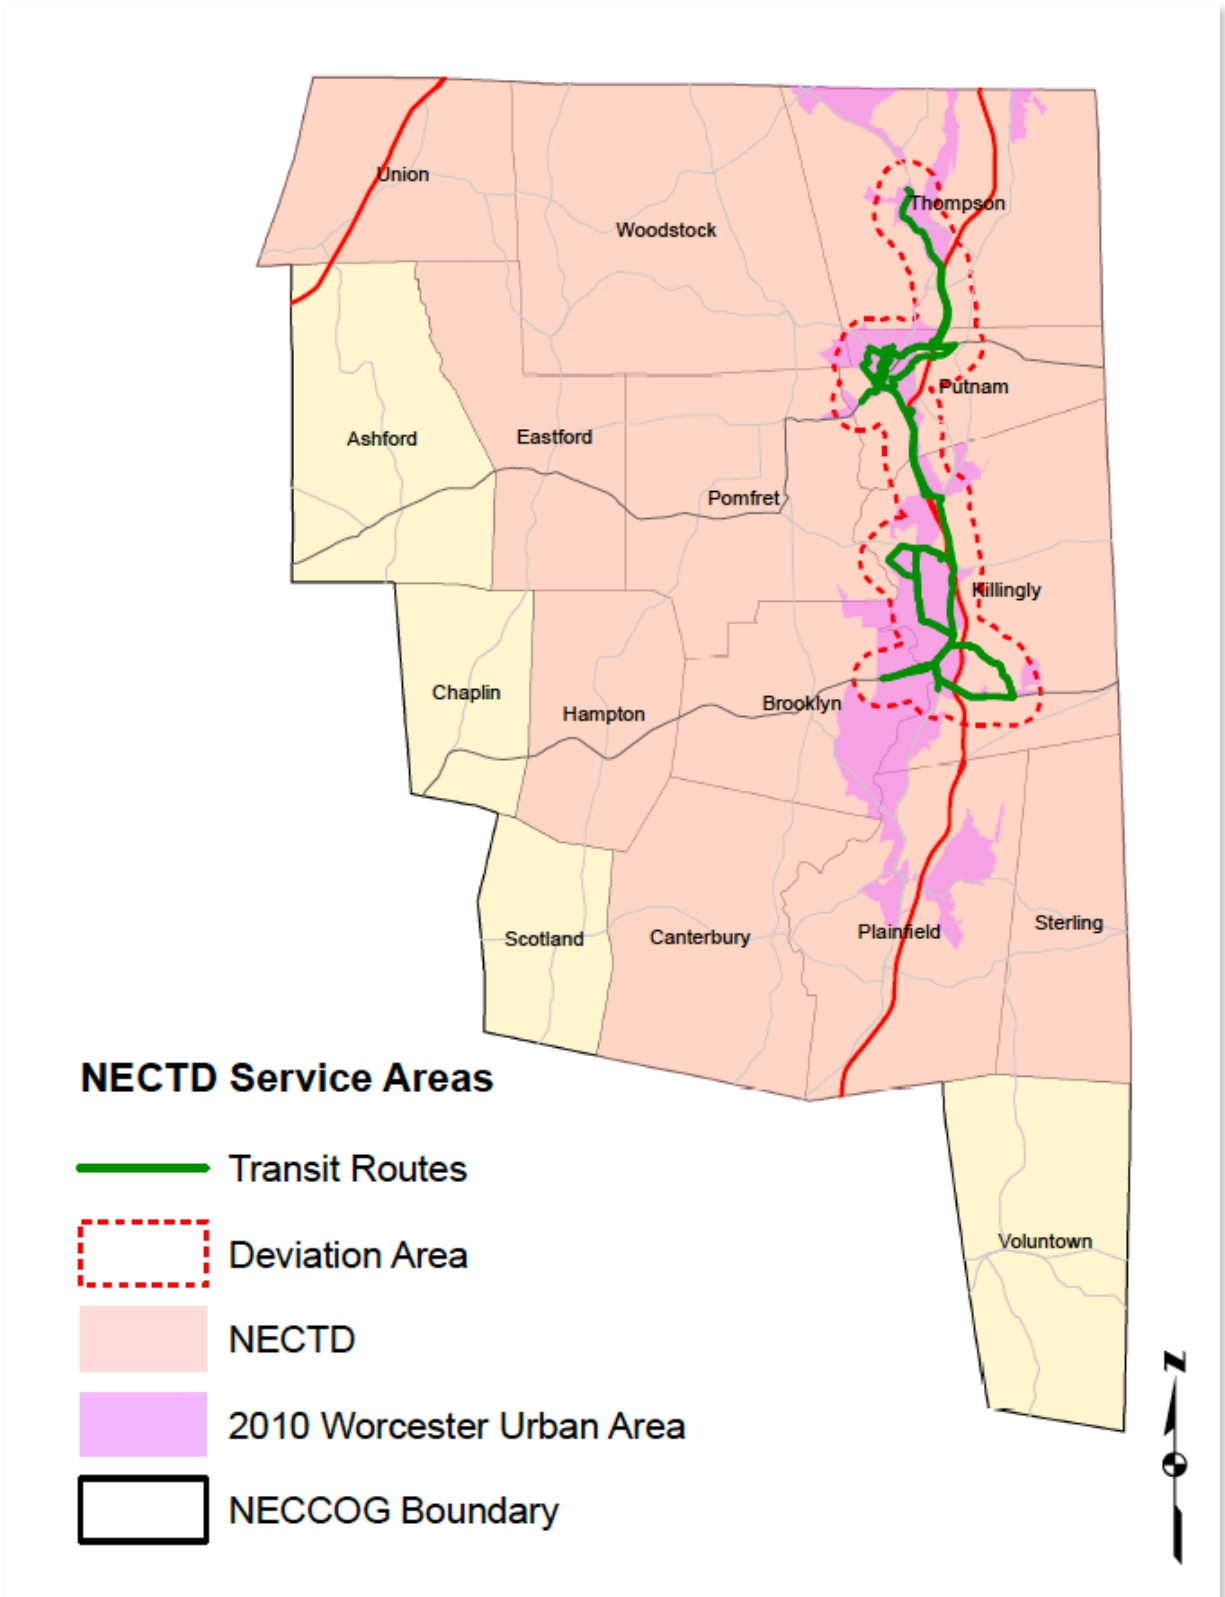 Union
Thompson
Woodstock
Putnam
Ashford
Eastford
Pomfret
Killingly
Chaplin
Brooklyn
Hampton
Sterling
Plainfield
Scotland
Canterbury
NECTD Service Areas
Transit Routes
Voluntown
Deviation Area
NECTD
2010 Worcester Urban Area
NECCOG Boundary
N